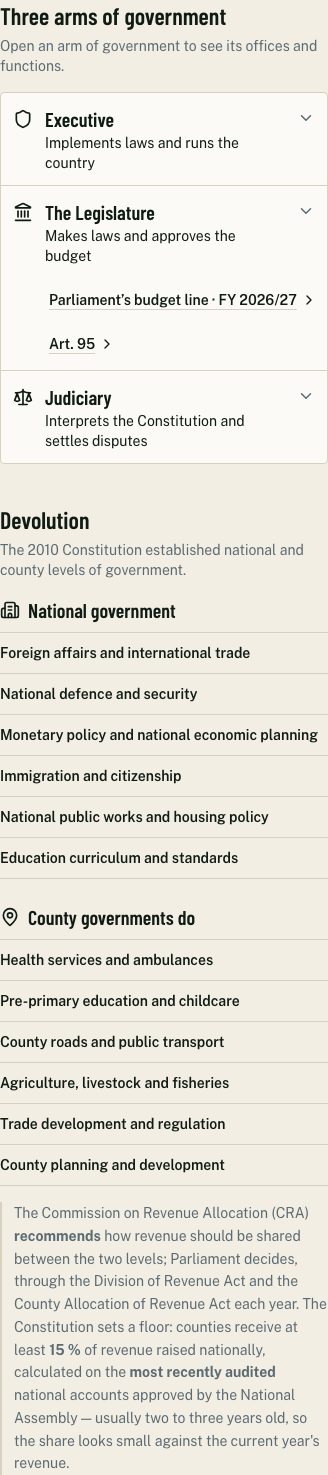 Three arms of government
Open an arm of government to see its offices and
functions.
Executive
Implements laws and runs the
country
The Legislature
Makes laws and approves the
budget
Parliament’s budget line · FY 2026/27
Art. 95
Judiciary
Interprets the Constitution and
settles disputes
Devolution
The 2010 Constitution established national and
county levels of government.
National government
Foreign affairs and international trade
National defence and security
Monetary policy and national economic planning
Immigration and citizenship
National public works and housing policy
Education curriculum and standards
County governments do
Health services and ambulances
Pre-primary education and childcare
County roads and public transport
Agriculture, livestock and fisheries
Trade development and regulation
County planning and development
The Commission on Revenue Allocation (CRA)
recommends how revenue should be shared
between the two levels; Parliament decides,
through the Division of Revenue Act and the
County Allocation of Revenue Act each year. The
Constitution sets a floor: counties receive at
least 15 % of revenue raised nationally,
calculated on the most recently audited
national accounts approved by the National
Assembly — usually two to three years old, so
the share looks small against the current year's
revenue.